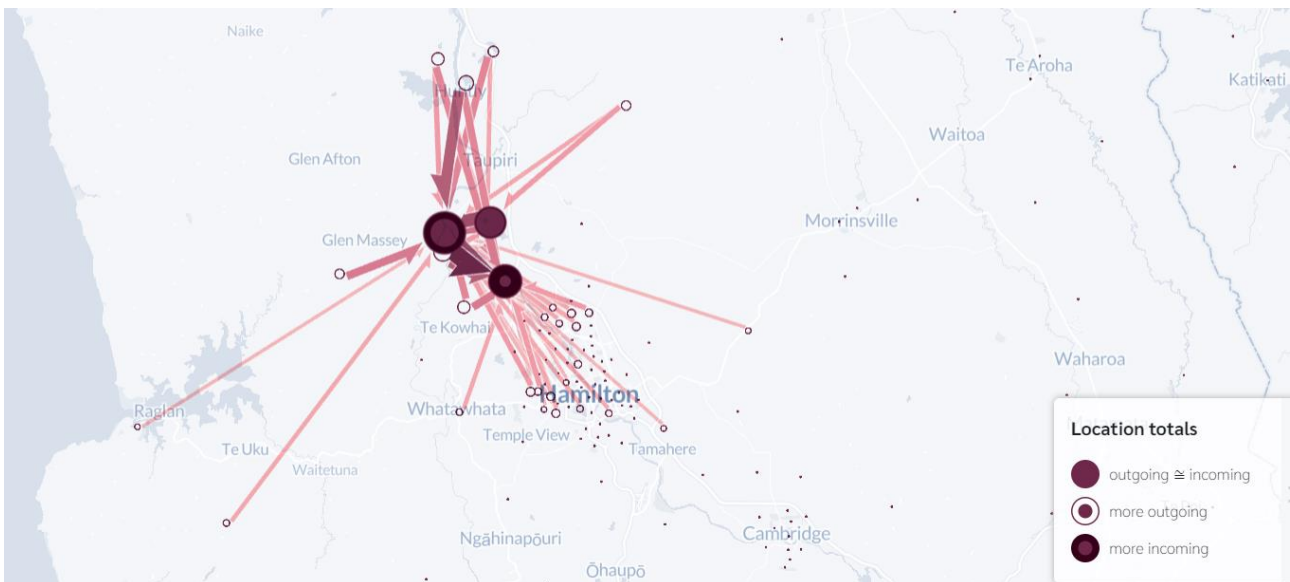 Naike
Te Aroha
Katikati
Huntly
Waitoa
Glen Afton
Taupiri
Morrinsville
Glen Massey
Te Kowhai
Waharoa
Hamilton
Raglan
Whatawhata
Temple View
Te Uku
Tamahere
Waitetuna
Ngāhinapōuri
Cambridge
Ōhaupō
Location totals
outgoing ≅ incoming
more outgoing
more incoming